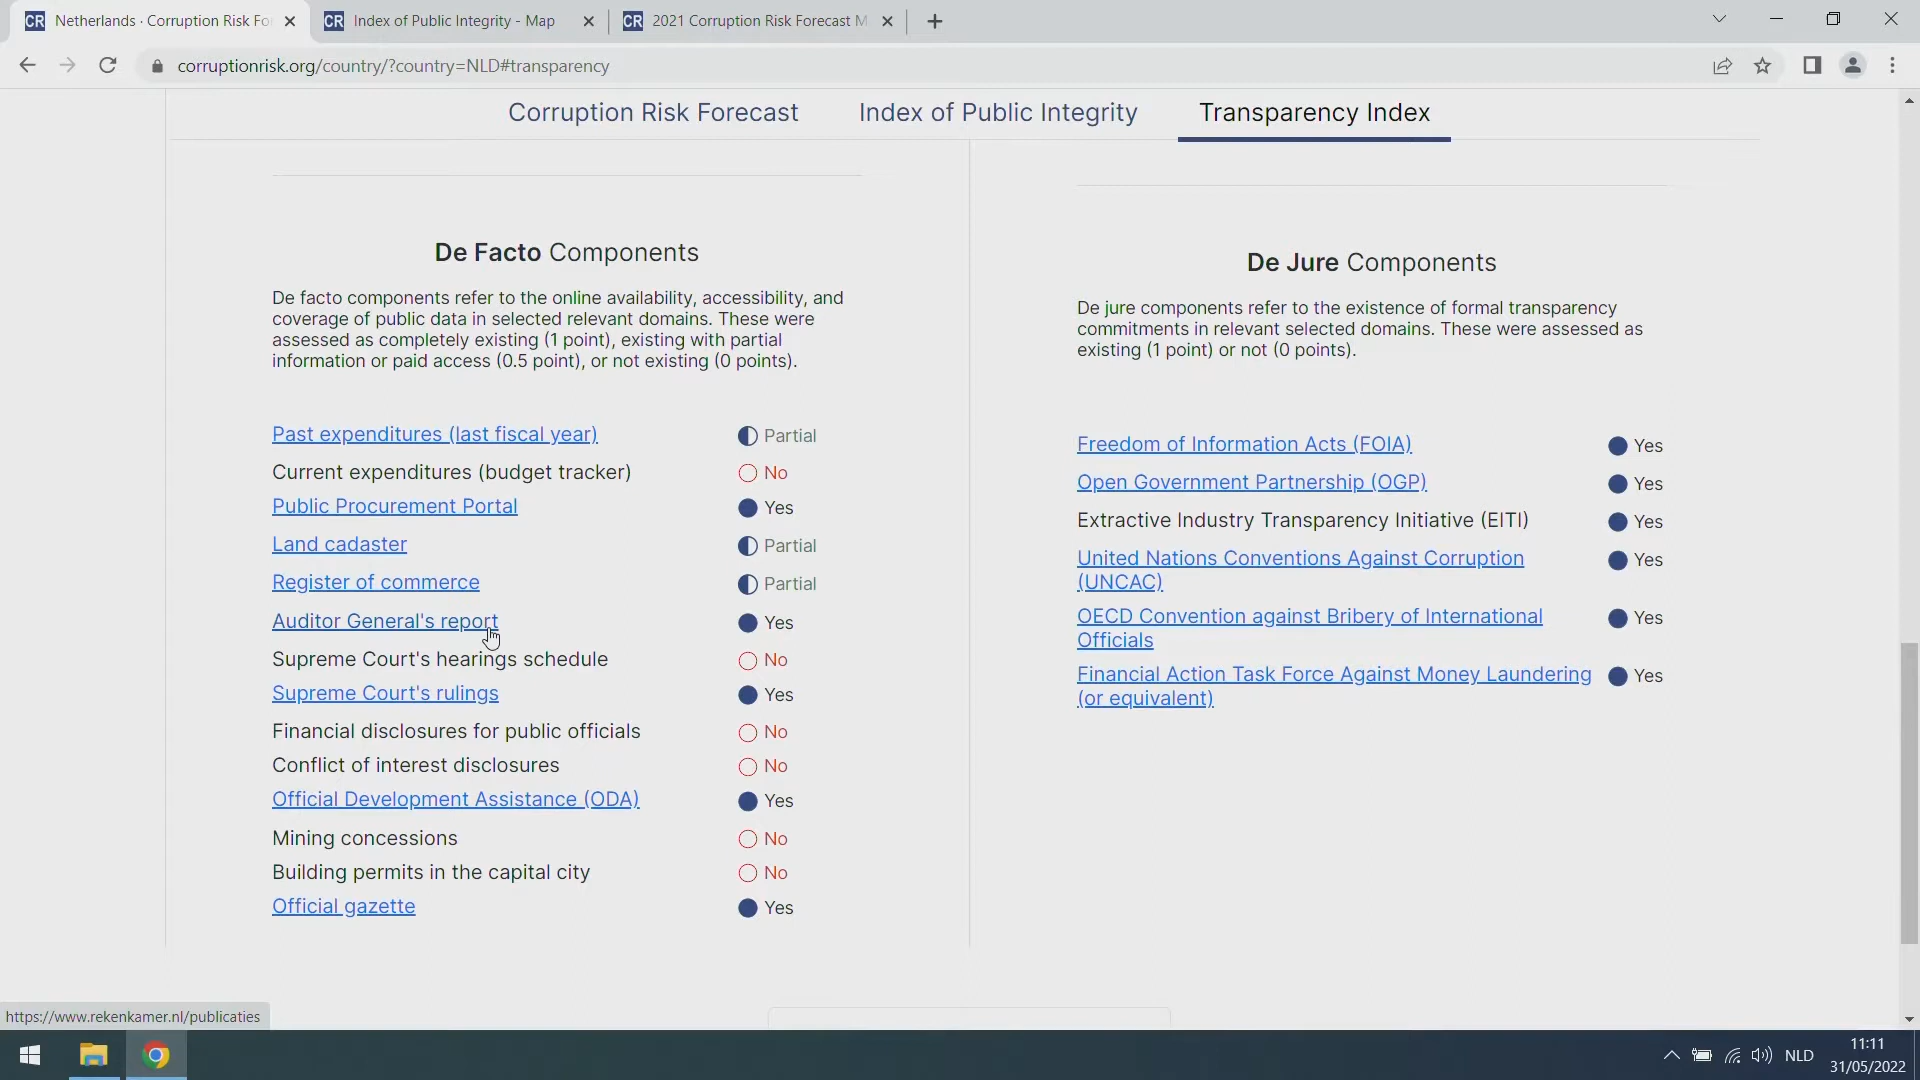 Netherlands · Corruption Risk Fo
Index of Public Integrity - Map
2021 Corruption Risk Forecast M
corruptionrisk.org/country/?country=NLD#transparency
Corruption Risk Forecast
Index of Public Integrity
Transparency Index
De Facto Components
De facto components refer to the online availability, accessibility, and
coverage of public data in selected relevant domains. These were
assessed as completely existing (1 point), existing with partial
information or paid access (0.5 point), or not existing (0 points).
Past expenditures (last fiscal year) Partial
Current expenditures (budget tracker) No
Public Procurement Portal Yes
Land cadaster Partial
Register of commerce Partial
Auditor General's report Yes
Supreme Court's hearings schedule No
Supreme Court's rulings Yes
Financial disclosures for public officials No
Conflict of interest disclosures No
Official Development Assistance (ODA) Yes
Mining concessions No
Building permits in the capital city No
Official gazette Yes
De Jure Components
De jure components refer to the existence of formal transparency
commitments in relevant selected domains. These were assessed as
existing (1 point) or not (0 points).
Freedom of Information Acts (FOIA) Yes
Open Government Partnership (OGP) Yes
Extractive Industry Transparency Initiative (EITI) Yes
United Nations Conventions Against Corruption Yes
(UNCAC)
OECD Convention against Bribery of International Yes
Officials
Financial Action Task Force Against Money Laundering Yes
(or equivalent)
https://www.rekenkamer.nl/publicaties
NLD
11:11
31/05/2022